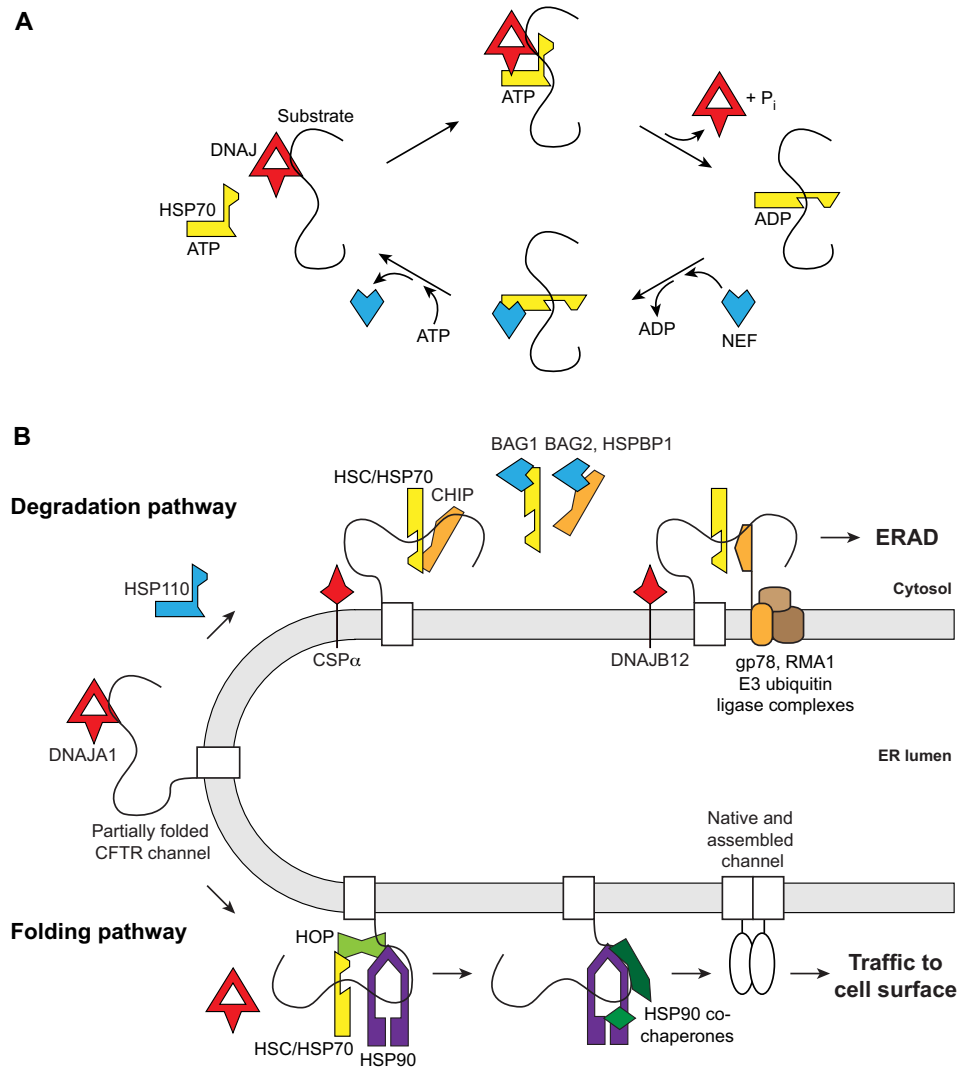 A
Substrate
DNAJ
HSP70
ATP
ATP
+ Pi
ADP
NEF
ADP
ATP
B
Degradation pathway
HSP110
HSC/HSP70
CHIP
BAG1 BAG2, HSPBP1
ERAD
Cytosol
CSPα
DNAJB12
gp78, RMA1
E3 ubiquitin
ligase complexes
DNAJA1
ER lumen
Partially folded
CFTR channel
Native and
assembled
channel
Folding pathway
HOP
HSC/HSP70
HSP90
HSP90 co-
chaperones
Traffic to
cell surface